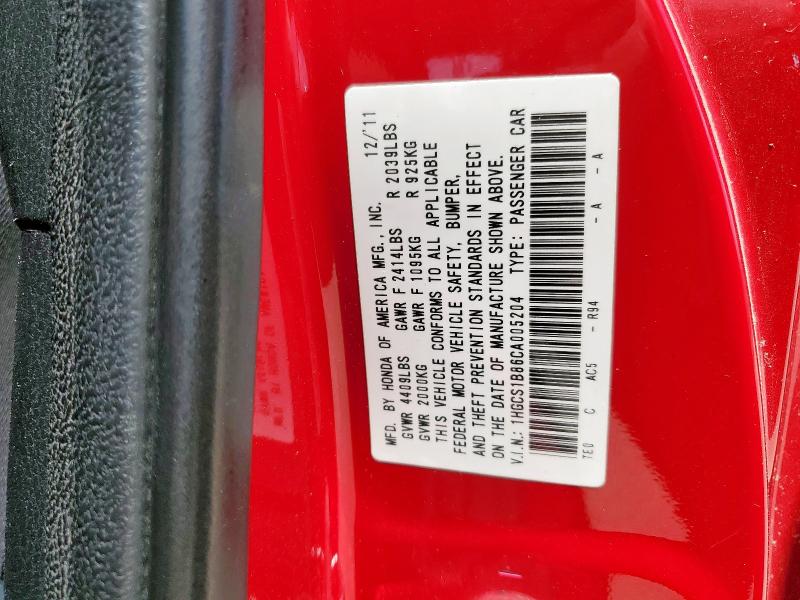 MFD. BY HONDA OF AMERICA MFG., INC. 12/'11
GVWR 4409LBS GAWR F 2414LBS R 2039LBS
GVWR 2000KG GAWR F 1095KG R 925KG
THIS VEHICLE CONFORMS TO ALL APPLICABLE
FEDERAL MOTOR VEHICLE SAFETY, BUMPER,
AND THEFT PREVENTION STANDARDS IN EFFECT
ON THE DATE OF MANUFACTURE SHOWN ABOVE.
V.I.N.: 1HGCS1B86CA005204 TYPE: PASSENGER CAR
TE0 C AC5 - R94 - A - A